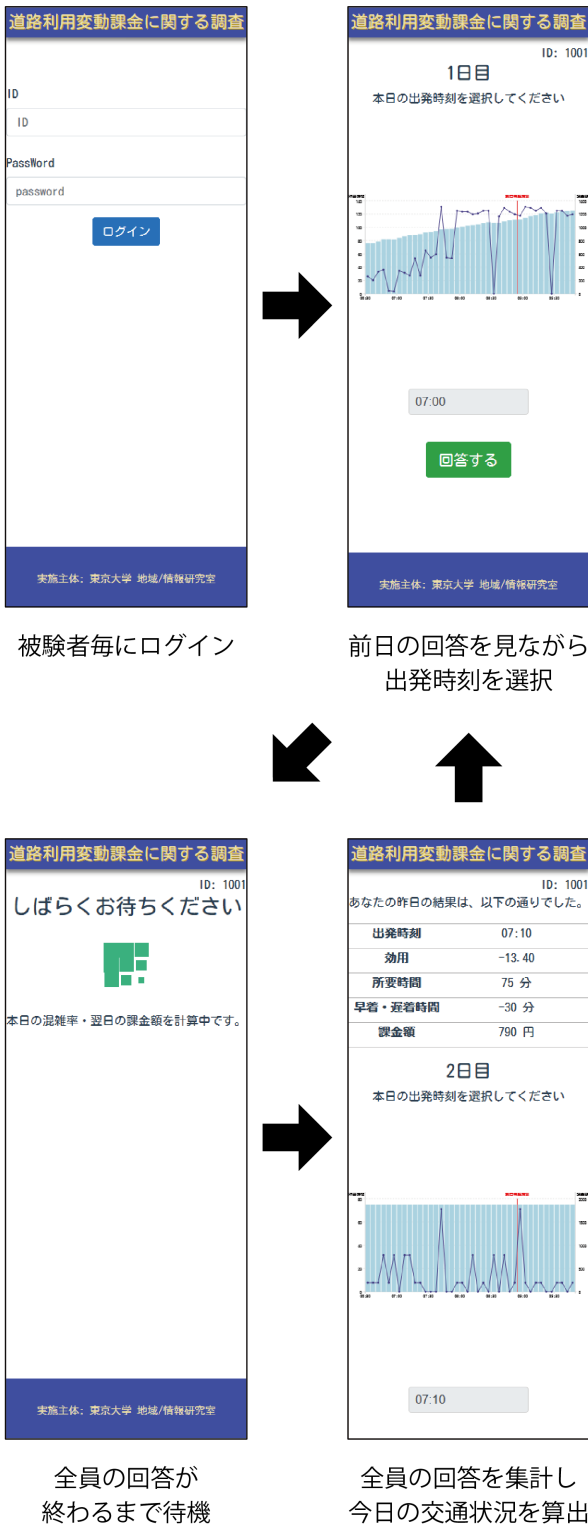 道路利用変動課金に関する調査
ID
ID
PassWord
password
ログイン
実施主体: 東京大学 地域/情報研究室
被験者毎にログイン
道路利用変動課金に関する調査
ID: 1001
1日目
本日の出発時刻を選択してください
07:00
回答する
実施主体: 東京大学 地域/情報研究室
前日の回答を見ながら
出発時刻を選択
道路利用変動課金に関する調査
ID: 1001
しばらくお待ちください
本日の混雑率・翌日の課金額を計算中です。
実施主体: 東京大学 地域/情報研究室
全員の回答が
終わるまで待機
道路利用変動課金に関する調査
ID: 1001
あなたの昨日の結果は、以下の通りでした。
出発時刻 07:10
効用 -13.40
所要時間 75 分
早着・遅着時間 -30 分
課金額 790 円
2日目
本日の出発時刻を選択してください
07:10
全員の回答を集計し
今日の交通状況を算出